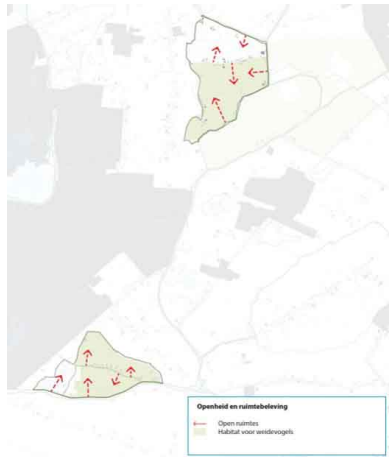 Openheid en ruimtebeleving
Open ruimtes
Habitat voor weidevogels